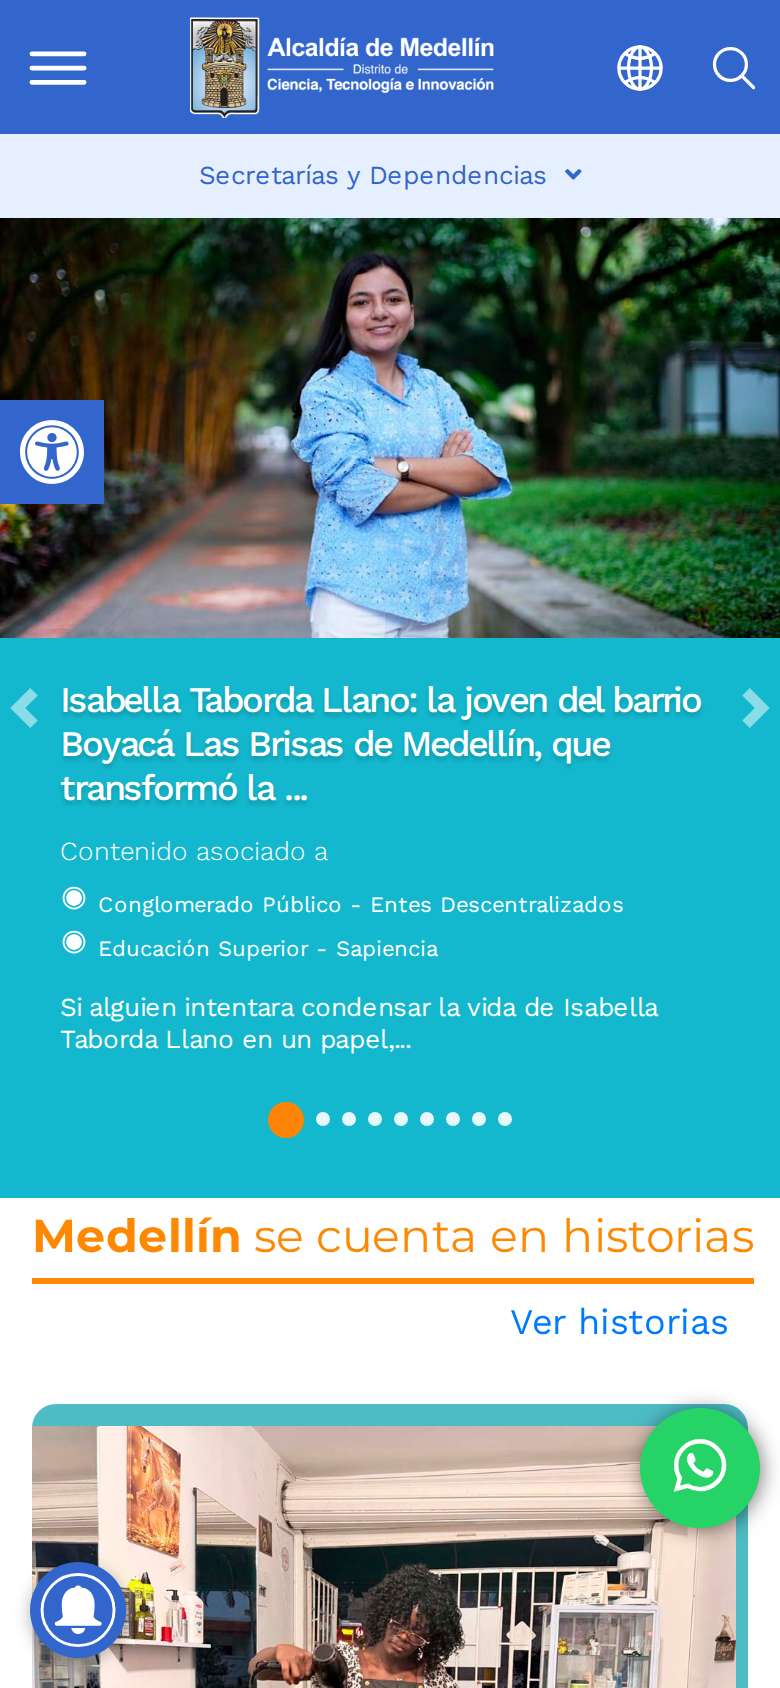 Alcaldía de Medellín
Distrito de
Ciencia, Tecnología e Innovación
Secretarías y Dependencias
Isabella Taborda Llano: la joven del barrio
Boyacá Las Brisas de Medellín, que
transformó la ...
Contenido asociado a
Conglomerado Público - Entes Descentralizados
Educación Superior - Sapiencia
Si alguien intentara condensar la vida de Isabella
Taborda Llano en un papel,...
Medellín se cuenta en historias
Ver historias